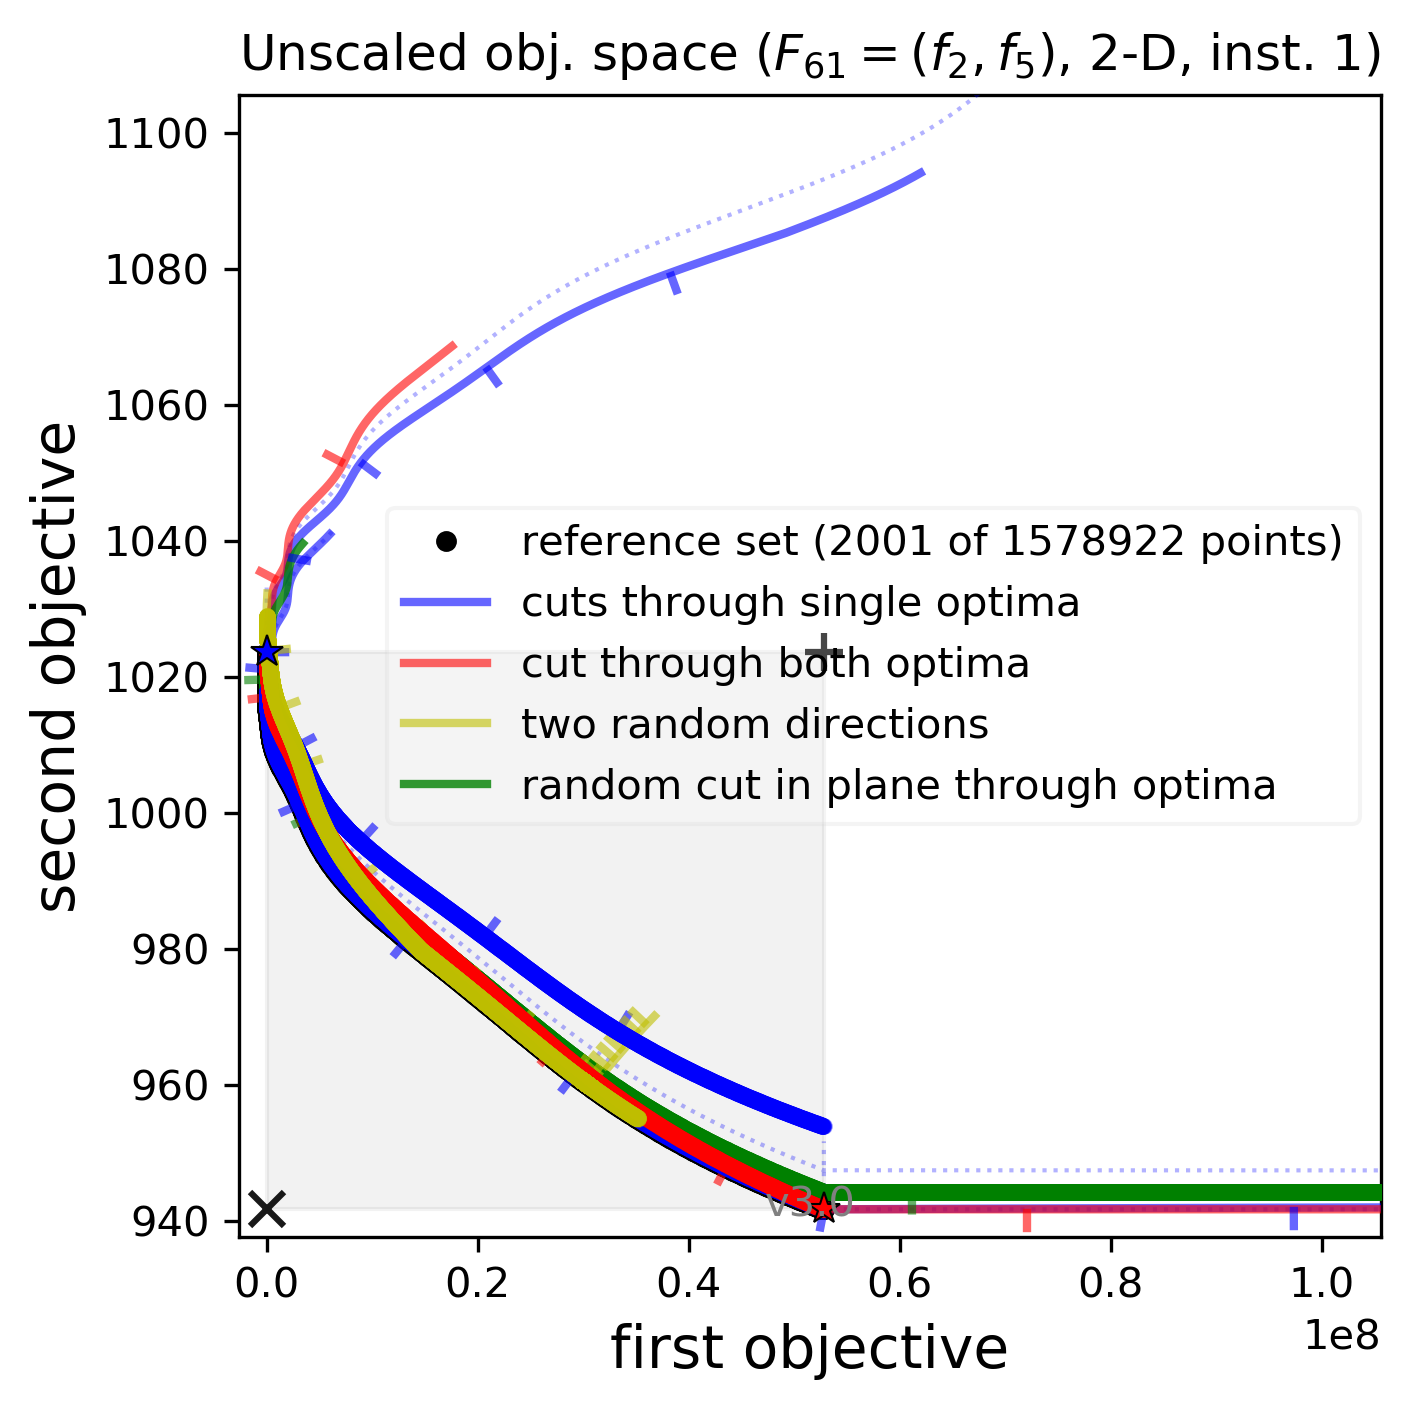 Unscaled obj. space (F₆₁ = (f₂, f₅), 2-D, inst. 1)
1100
1080
1060
1040
1020
1000
980
960
940
second objective
reference set (2001 of 1578922 points)
cuts through single optima
cut through both optima
two random directions
random cut in plane through optima
v3.0
0.0 0.2 0.4 0.6 0.8 1.0
1e8
first objective